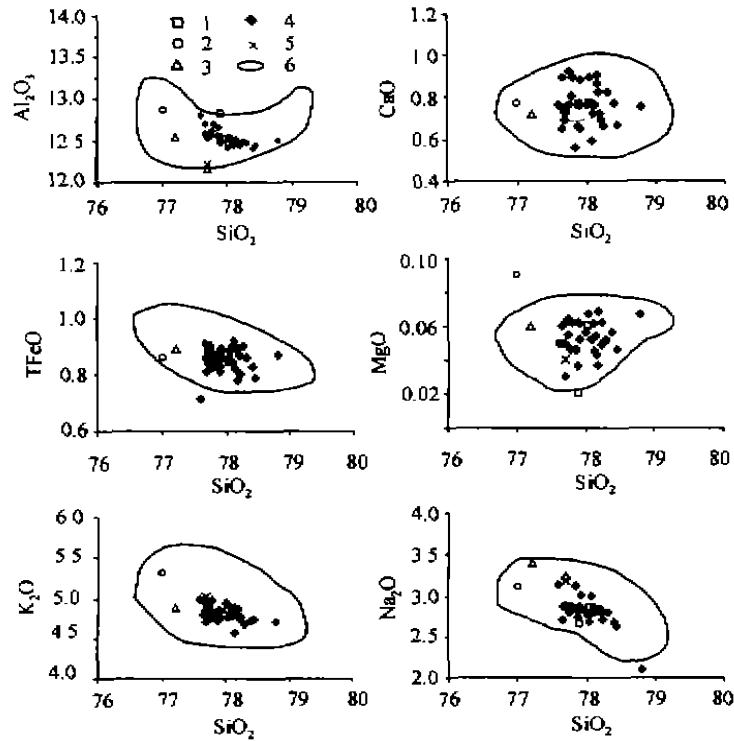 14.0
13.5
13.0
12.5
12.0
Al₂O₃
1 4
2 5
3 6
76 77 78 79 80
SiO₂
1.2
1.0
0.8
0.6
0.4
CaO
76 77 78 79 80
SiO₂
1.2
1.0
0.8
0.6
TFeO
76 77 78 79 80
SiO₂
0.10
0.06
0.02
MgO
76 77 78 79 80
SiO₂
6 0
5.5
5.0
4 5
4.0
K₂O
76 77 78 79 80
SiO₂
4.0
3.5
3.0
2.5
2.0
Na₂O
76 77 78 79 80
SiO₂